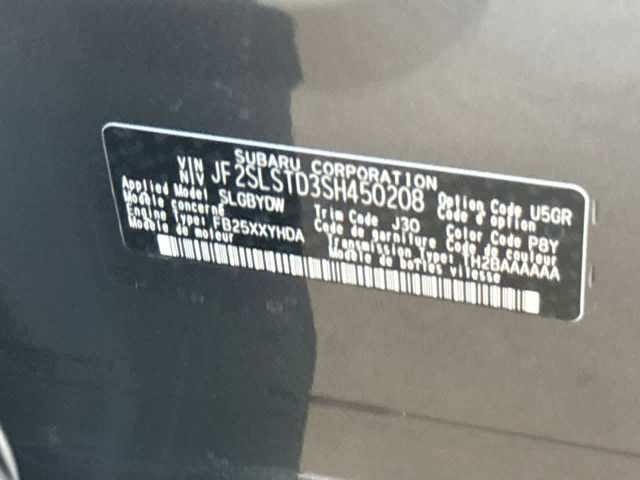 SUBARU CORPORATION
VIN
NIV JF2SLSTD3SH450208
Applied Model SLGBYDW Option Code U5GR
Modèle concerné Code d'option
Trim Code J30 Color Code P8Y
Engine Type FB25XXYHDA Code de garniture Code de couleur
Modèle de moteur Transmission Type TH2BAAAAAA
Modèle de boîtes vitesse